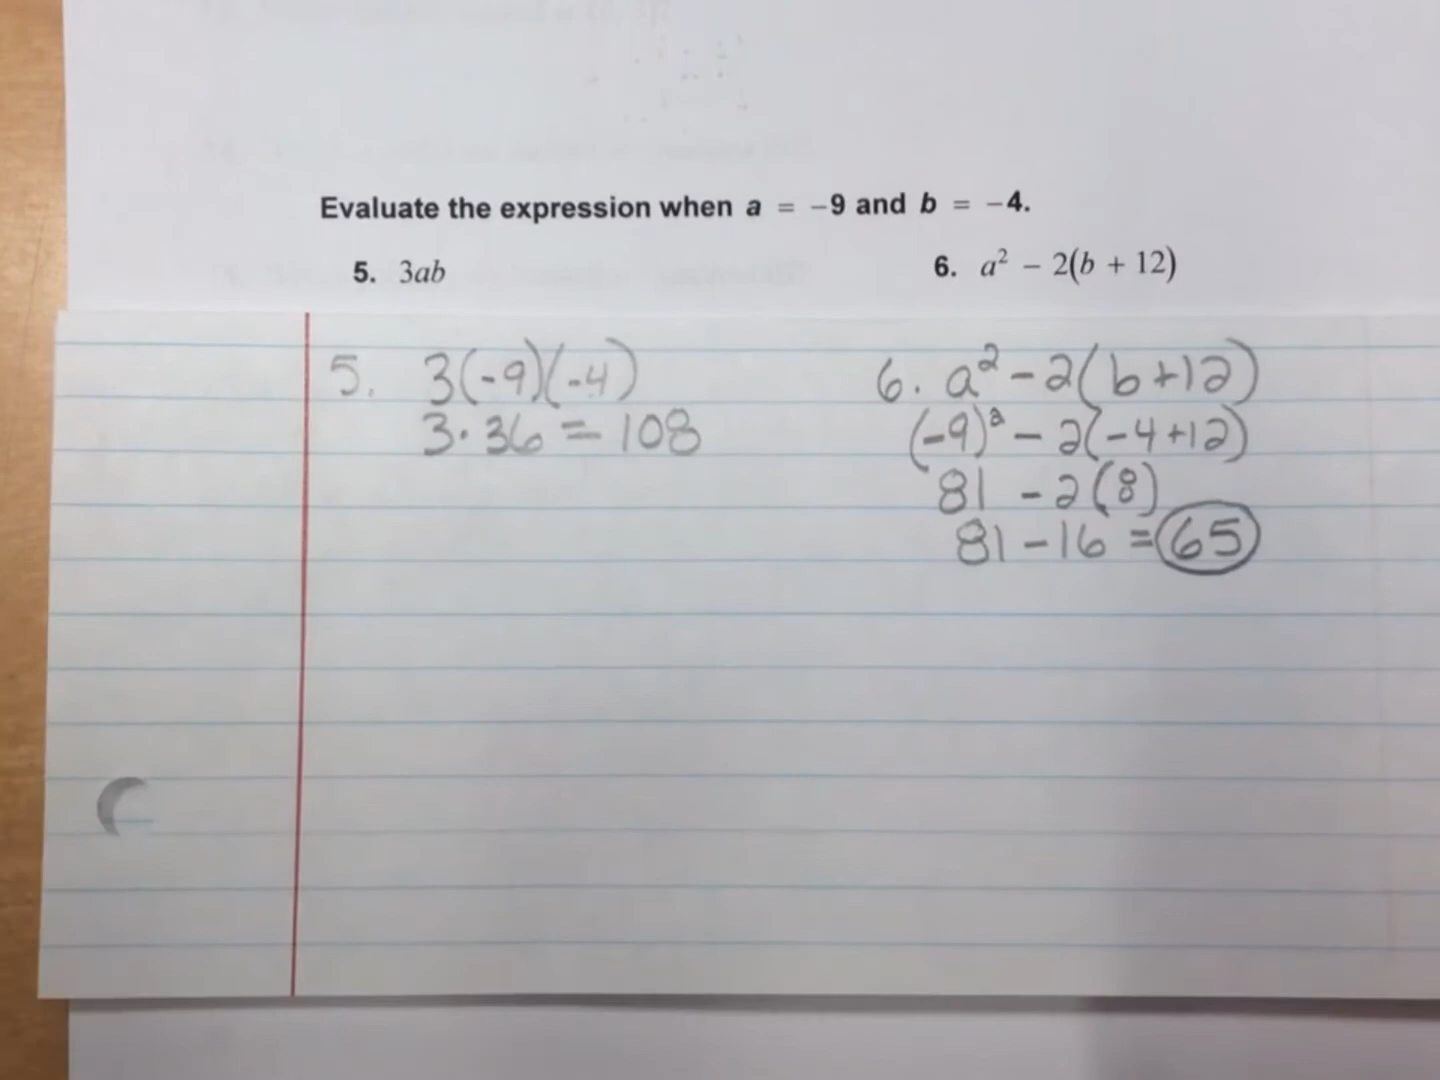 Evaluate the expression when a = −9 and b = −4.
5. 3ab
6. a² − 2(b + 12)
5. 3(-9)(-4)
3·36 = 108
6. a² - 2(b+12)
(-9)² - 2(-4+12)
81 - 2(8)
81 - 16 = 65